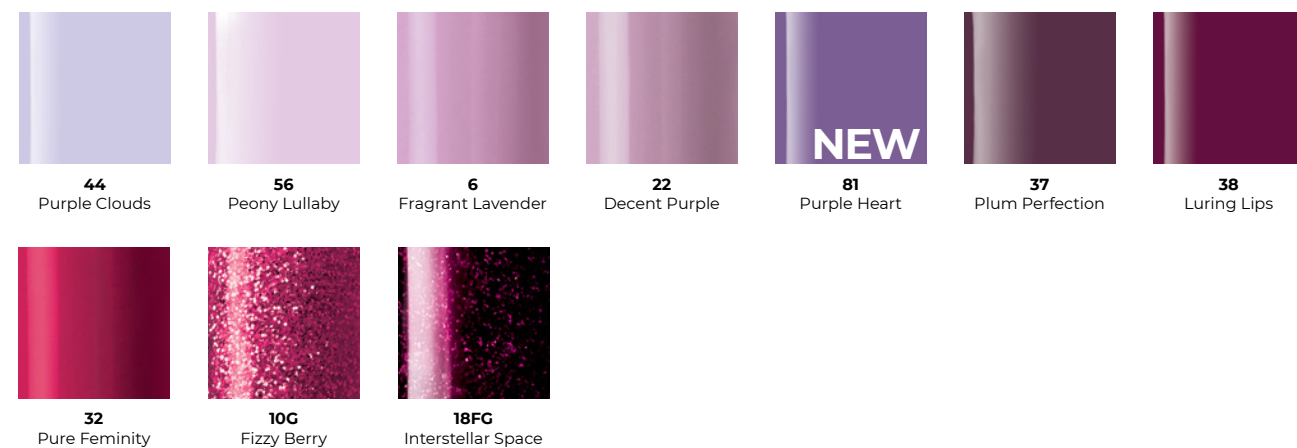 44
Purple Clouds
56
Peony Lullaby
6
Fragrant Lavender
22
Decent Purple
NEW
81
Purple Heart
37
Plum Perfection
38
Luring Lips
32
Pure Feminity
10G
Fizzy Berry
18FG
Interstellar Space